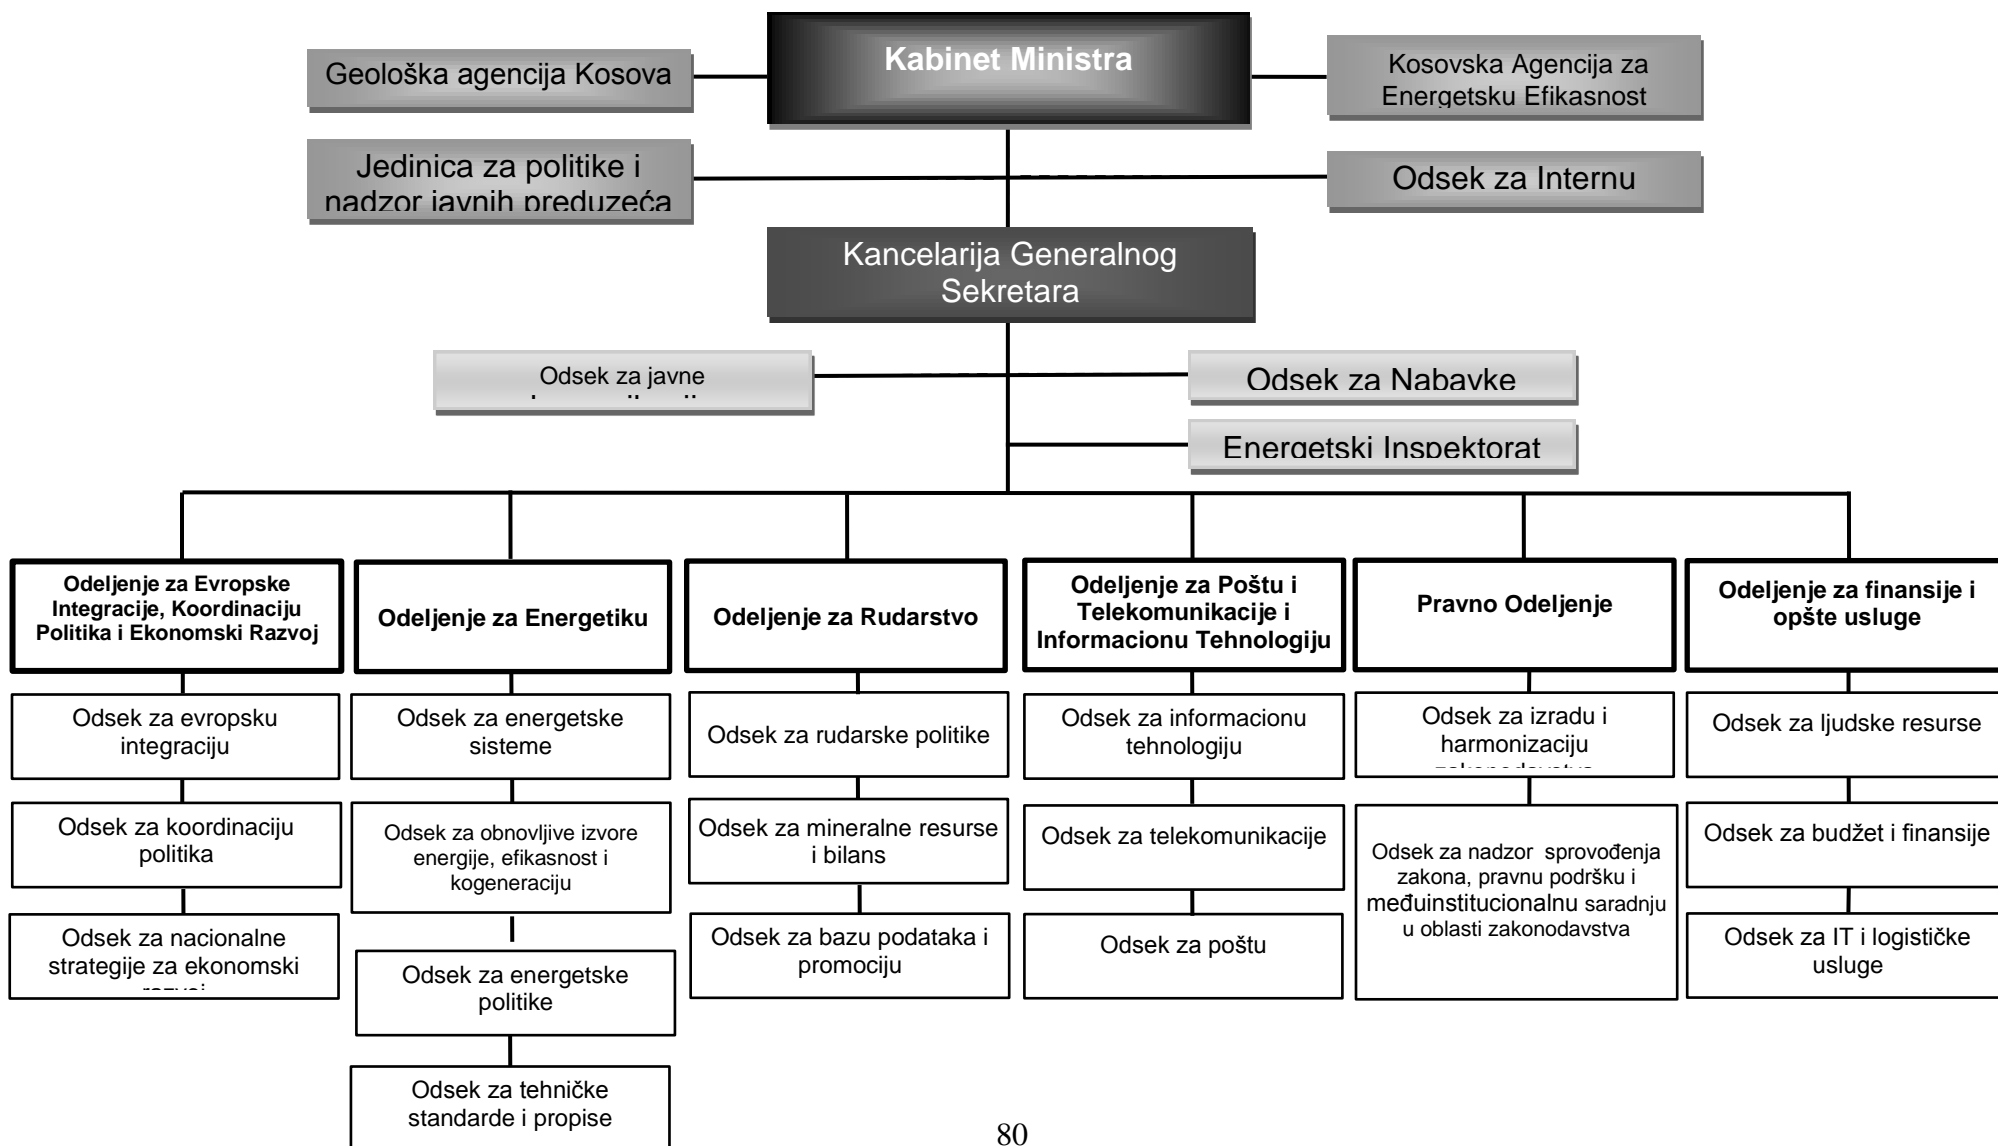 Kabinet Ministra
Geološka agencija Kosova
Kosovska Agencija za
Energetsku Efikasnost
Jedinica za politike i
nadzor javnih preduzeća
Odsek za Internu
Kancelarija Generalnog
Sekretara
Odsek za javne
Odsek za Nabavke
Energetski Inspektorat
Odeljenje za Evropske
Integracije, Koordinaciju
Politika i Ekonomski Razvoj
Odsek za evropsku
integraciju
Odsek za koordinaciju
politika
Odsek za nacionalne
strategije za ekonomski
razvoj
Odeljenje za Energetiku
Odsek za energetske
sisteme
Odsek za obnovljive izvore
energije, efikasnost i
kogeneraciju
Odsek za energetske
politike
Odsek za tehničke
standarde i propise
Odeljenje za Rudarstvo
Odsek za rudarske politike
Odsek za mineralne resurse
i bilans
Odsek za bazu podataka i
promociju
Odeljenje za Poštu i
Telekomunikacije i
Informacionu Tehnologiju
Odsek za informacionu
tehnologiju
Odsek za telekomunikacije
Odsek za poštu
Pravno Odeljenje
Odsek za izradu i
harmonizaciju
zakonodavstva
Odsek za nadzor sprovođenja
zakona, pravnu podršku i
međuinstitucionalnu saradnju
u oblasti zakonodavstva
Odeljenje za finansije i
opšte usluge
Odsek za ljudske resurse
Odsek za budžet i finansije
Odsek za IT i logističke
usluge
80